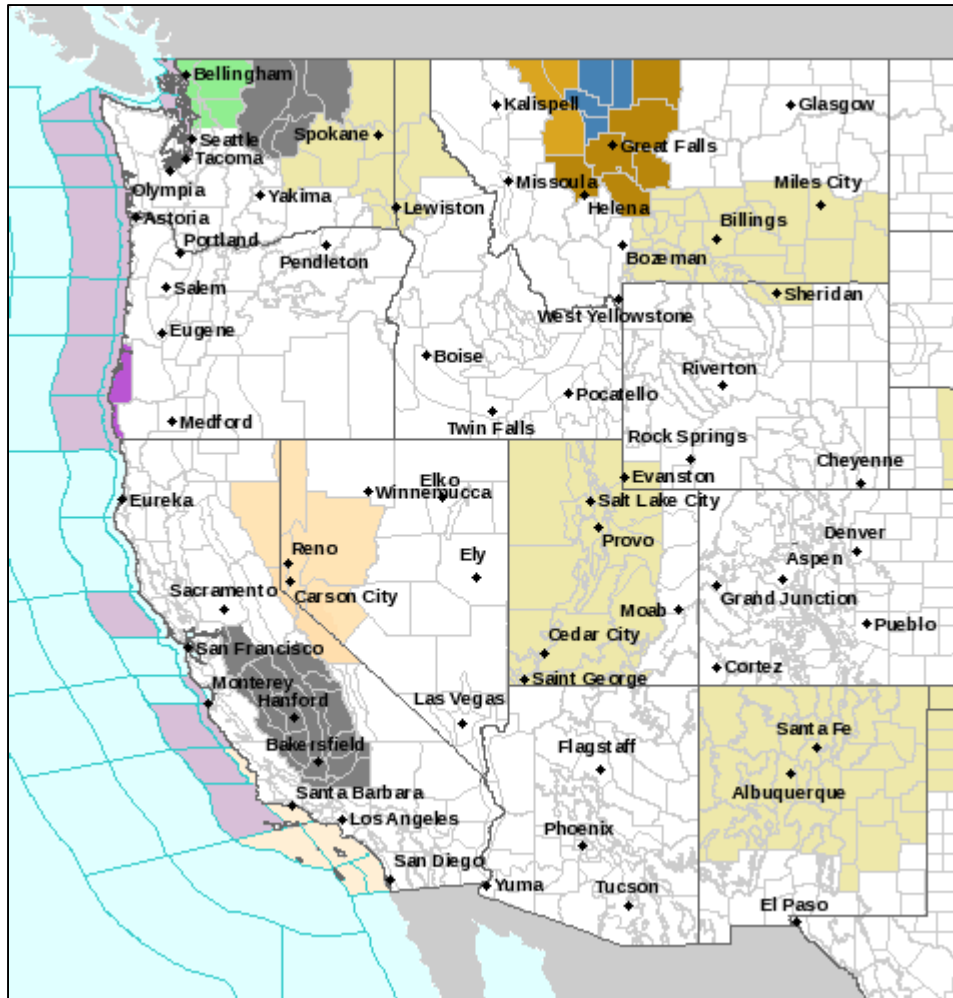 Bellingham
Kalispell
Glasgow
Seattle
Spokane
Great Falls
Tacoma
Olympia
Yakima
Missoula
Miles City
Lewiston
Helena
Astoria
Billings
Portland
Pendleton
Bozeman
Salem
Sheridan
West Yellowstone
Eugene
Boise
Riverton
Pocatello
Medford
Twin Falls
Rock Springs
Cheyenne
Elko
Evanston
Winnemucca
Eureka
Salt Lake City
Provo
Denver
Reno
Ely
Aspen
Sacramento
Carson City
Moab
Grand Junction
Pueblo
San Francisco
Cedar City
Cortez
Saint George
Monterey
Hanford
Las Vegas
Santa Fe
Bakersfield
Flagstaff
Albuquerque
Santa Barbara
Los Angeles
Phoenix
San Diego
Yuma
Tucson
El Paso